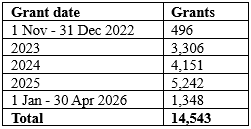 Grant date Grants
1 Nov - 31 Dec 2022 496
2023 3,306
2024 4,151
2025 5,242
1 Jan - 30 Apr 2026 1,348
Total 14,543